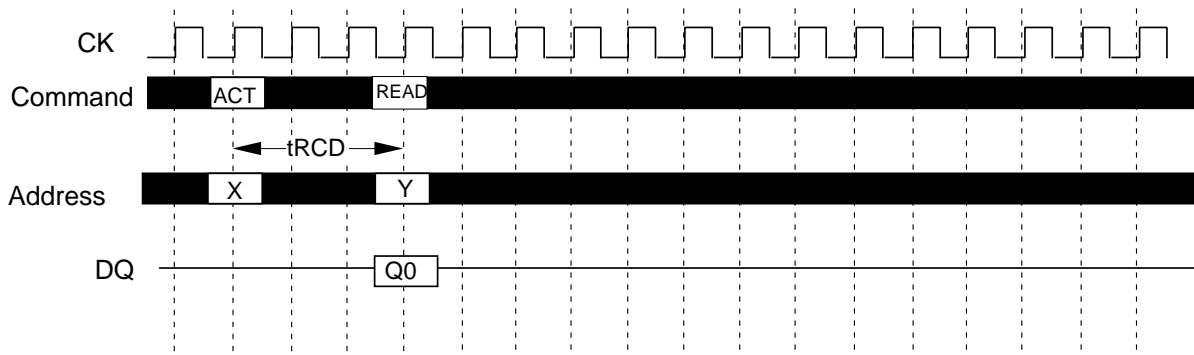 CK
Command ACT READ
tRCD
Address X Y
DQ Q0